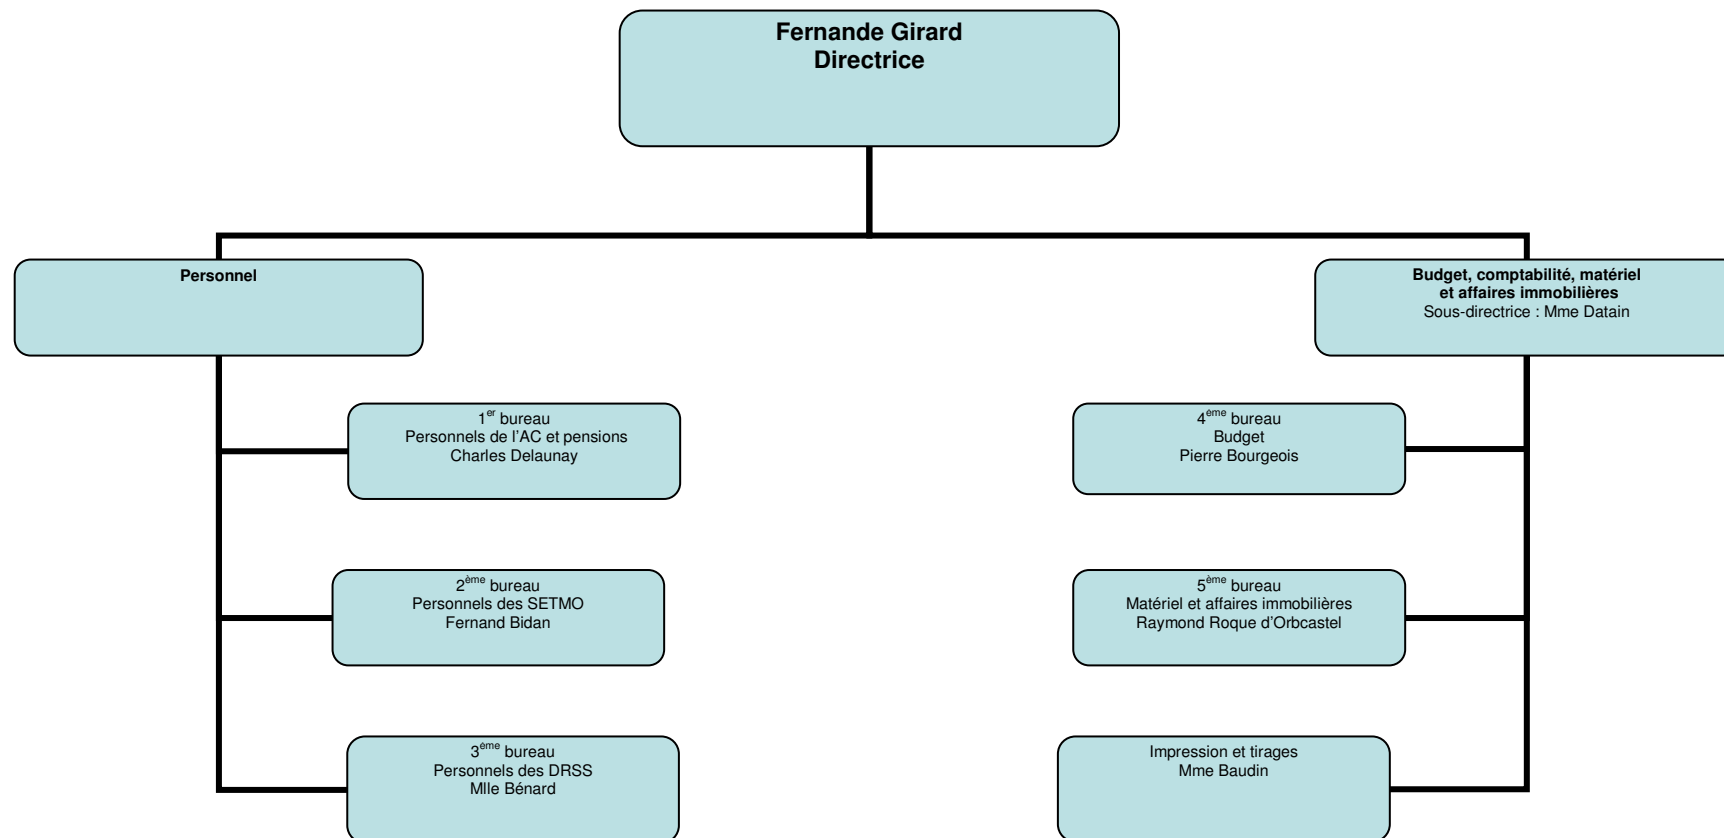 Fernande Girard
Directrice
Personnel
Budget, comptabilité, matériel
et affaires immobilières
Sous-directrice : Mme Datain
1er bureau
Personnels de l'AC et pensions
Charles Delaunay
2ème bureau
Personnels des SETMO
Fernand Bidan
3ème bureau
Personnels des DRSS
Mlle Bénard
4ème bureau
Budget
Pierre Bourgeois
5ème bureau
Matériel et affaires immobilières
Raymond Roque d'Orbcastel
Impression et tirages
Mme Baudin